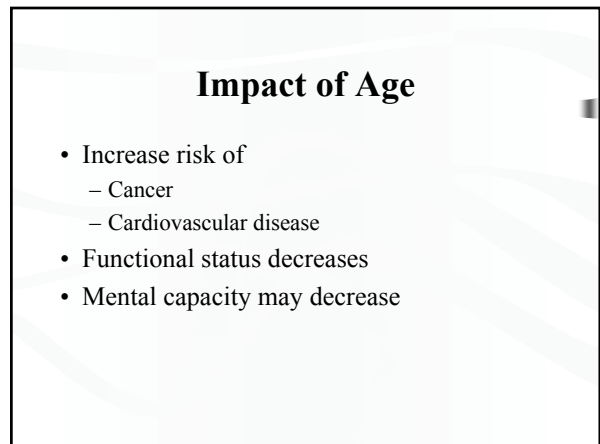 Impact of Age
• Increase risk of
– Cancer
– Cardiovascular disease
• Functional status decreases
• Mental capacity may decrease